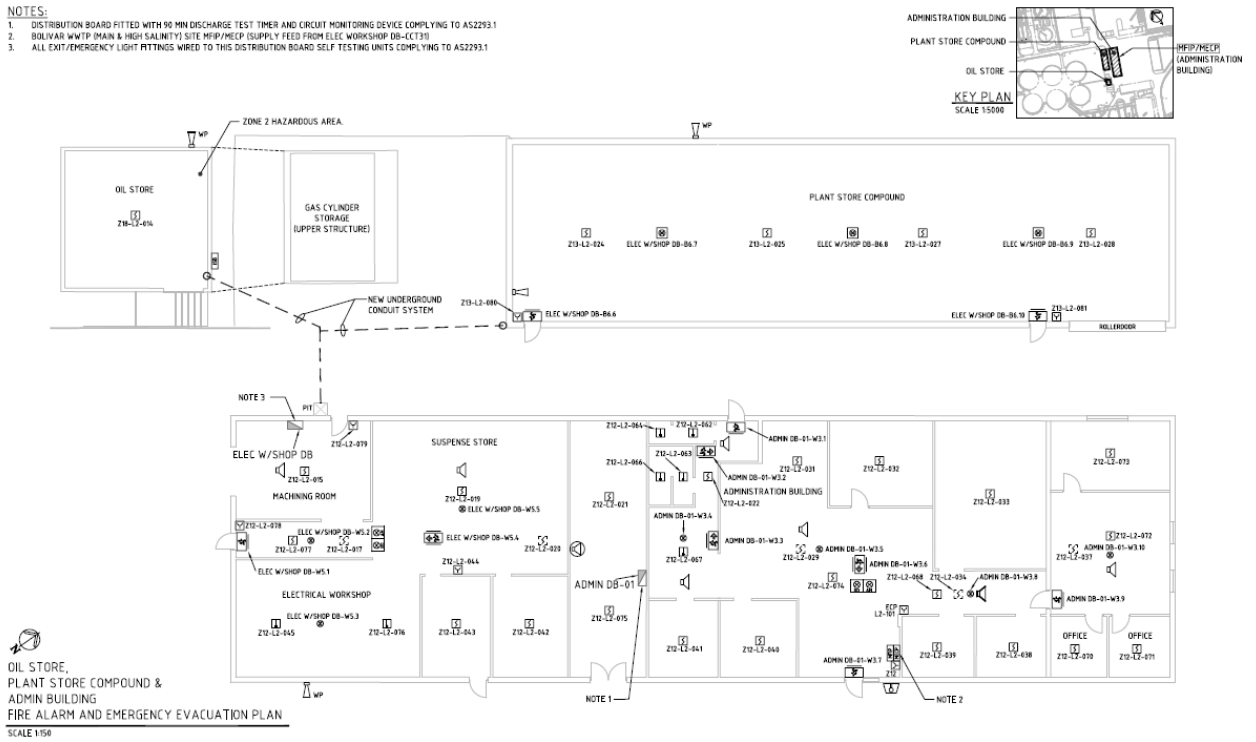 NOTES:
1. DISTRIBUTION BOARD FITTED WITH 90 MIN DISCHARGE TEST TIMER AND CIRCUIT MONITORING DEVICE COMPLYING TO AS2293.1
2. BOLIVAR WWTP (MAIN & HIGH SALINITY) SITE MFIP/MECP (SUPPLY FEED FROM ELEC WORKSHOP DB-CCT31)
3. ALL EXIT/EMERGENCY LIGHT FITTINGS WIRED TO THIS DISTRIBUTION BOARD SELF TESTING UNITS COMPLYING TO AS2293.1
ADMINISTRATION BUILDING
PLANT STORE COMPOUND
OIL STORE
MFIP/MECP
(ADMINISTRATION
BUILDING)
KEY PLAN
SCALE 1:5000
WP
ZONE 2 HAZARDOUS AREA.
WP
OIL STORE
Z18-L2-014
GAS CYLINDER
STORAGE
(UPPER STRUCTURE)
PLANT STORE COMPOUND
Z13-L2-024
ELEC W/SHOP DB-B6.7
Z13-L2-025
ELEC W/SHOP DB-B6.8
Z13-L2-027
ELEC W/SHOP DB-B6.9
Z13-L2-028
NEW UNDERGROUND
CONDUIT SYSTEM
Z13-L2-080
ELEC W/SHOP DB-B6.6
ELEC W/SHOP DB-B6.10
Z13-L2-081
ROLLERDOOR
NOTE 3
PIT
ELEC W/SHOP DB
Z12-L2-079
SUSPENSE STORE
Z12-L2-064
Z12-L2-062
ADMIN DB-01-W3.1
Z12-L2-063
Z12-L2-066
ADMIN DB-01-W3.2
Z12-L2-022
ADMINISTRATION BUILDING
Z12-L2-031
Z12-L2-032
Z12-L2-033
Z12-L2-073
Z12-L2-015
MACHINING ROOM
Z12-L2-019
ELEC W/SHOP DB-W5.5
Z12-L2-021
Z12-L2-078
ELEC W/SHOP DB-W5.2
Z12-L2-077
Z12-L2-017
ELEC W/SHOP DB-W5.4
Z12-L2-020
ADMIN DB-01-W3.4
Z12-L2-067
ADMIN DB-01-W3.3
Z12-L2-029
ADMIN DB-01-W3.5
Z12-L2-072
Z12-L2-037
ADMIN DB-01-W3.10
ELEC W/SHOP DB-W5.1
Z12-L2-044
ADMIN DB-01
ADMIN DB-01-W3.6
Z12-L2-074
Z12-L2-068
Z12-L2-034
ADMIN DB-01-W3.8
ADMIN DB-01-W3.9
ELECTRICAL WORKSHOP
ELEC W/SHOP DB-W5.3
Z12-L2-045
Z12-L2-076
Z12-L2-043
Z12-L2-042
Z12-L2-075
ECP
L2-101
Z12-L2-041
Z12-L2-040
ADMIN DB-01-W3.7
Z12
Z12-L2-039
Z12-L2-038
OFFICE
Z12-L2-070
OFFICE
Z12-L2-071
WP
NOTE 1
NOTE 2
OIL STORE,
PLANT STORE COMPOUND &
ADMIN BUILDING
FIRE ALARM AND EMERGENCY EVACUATION PLAN
SCALE 1:150